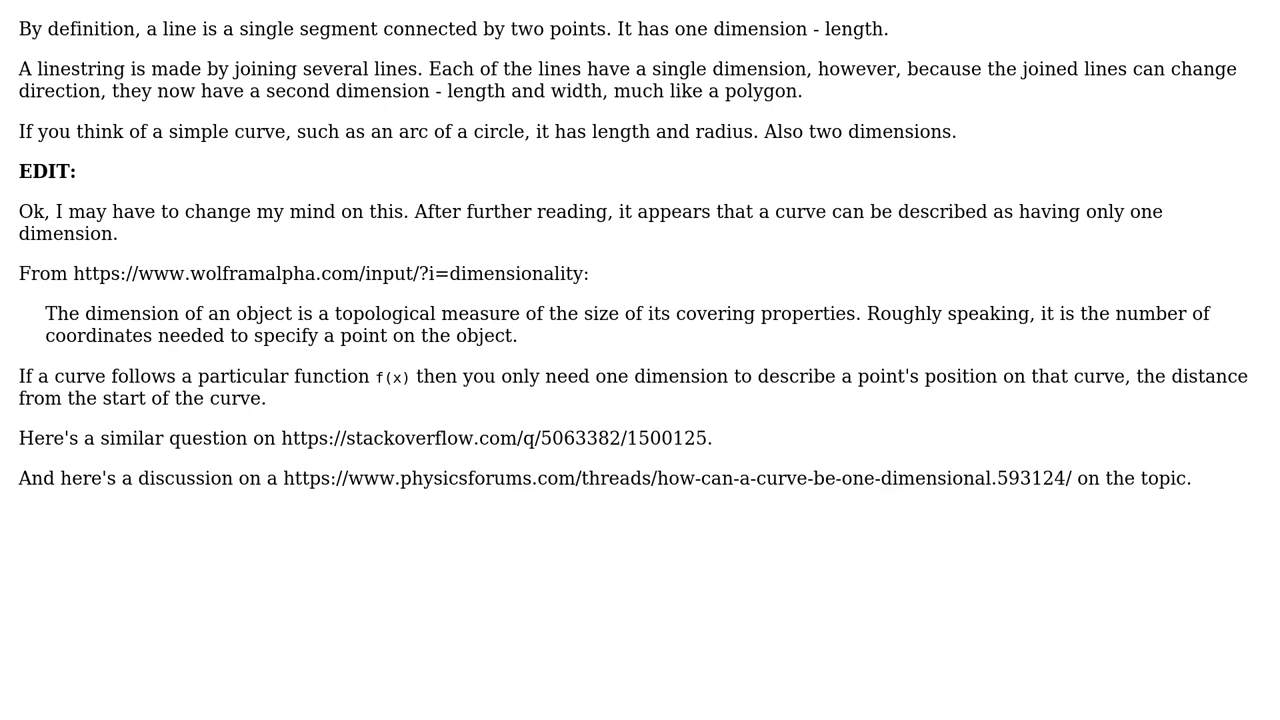 By definition, a line is a single segment connected by two points. It has one dimension - length.
A linestring is made by joining several lines. Each of the lines have a single dimension, however, because the joined lines can change
direction, they now have a second dimension - length and width, much like a polygon.
If you think of a simple curve, such as an arc of a circle, it has length and radius. Also two dimensions.
EDIT:
Ok, I may have to change my mind on this. After further reading, it appears that a curve can be described as having only one
dimension.
From https://www.wolframalpha.com/input/?i=dimensionality:
The dimension of an object is a topological measure of the size of its covering properties. Roughly speaking, it is the number of
coordinates needed to specify a point on the object.
If a curve follows a particular function f(x) then you only need one dimension to describe a point's position on that curve, the distance
from the start of the curve.
Here's a similar question on https://stackoverflow.com/q/5063382/1500125.
And here's a discussion on a https://www.physicsforums.com/threads/how-can-a-curve-be-one-dimensional.593124/ on the topic.